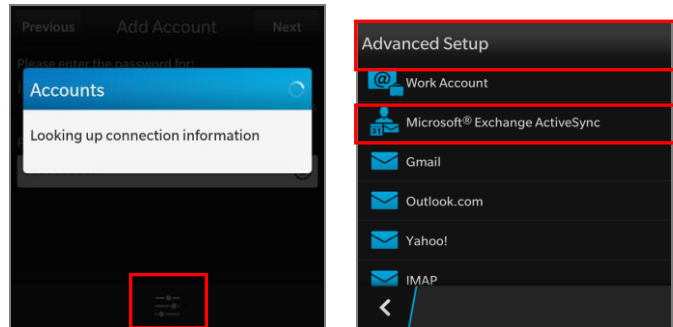 Previous Add Account Next
Please enter the password for:
Accounts
Looking up connection information
Advanced Setup
Work Account
Microsoft® Exchange ActiveSync
Gmail
Outlook.com
Yahoo!
IMAP